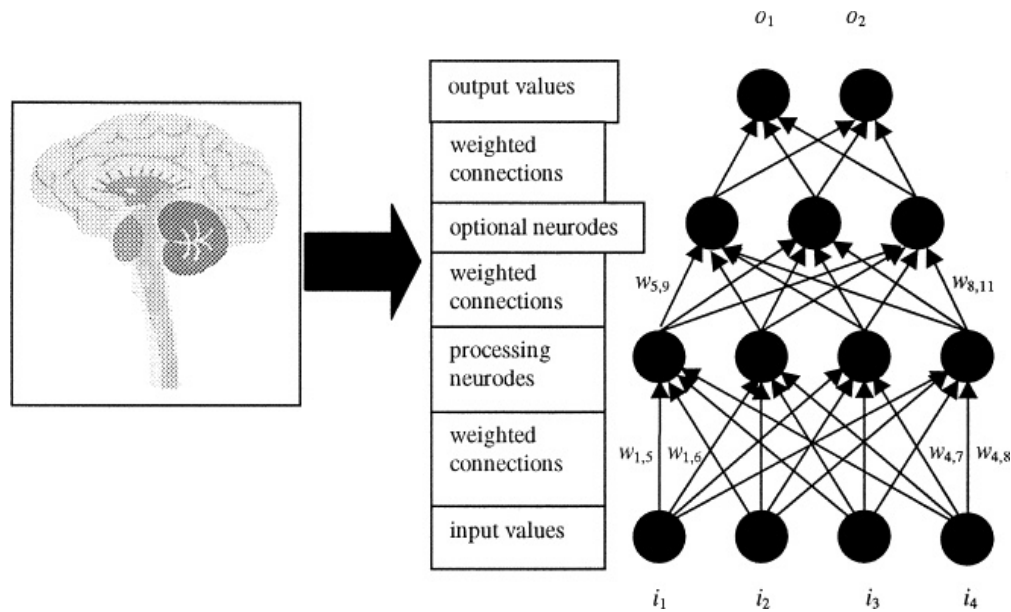 o1 o2
output values
weighted
connections
optional neurodes
weighted
connections
w5,9 w8,11
processing
neurodes
weighted
connections
w1,5 w1,6 w4,7 w4,8
input values
i1 i2 i3 i4